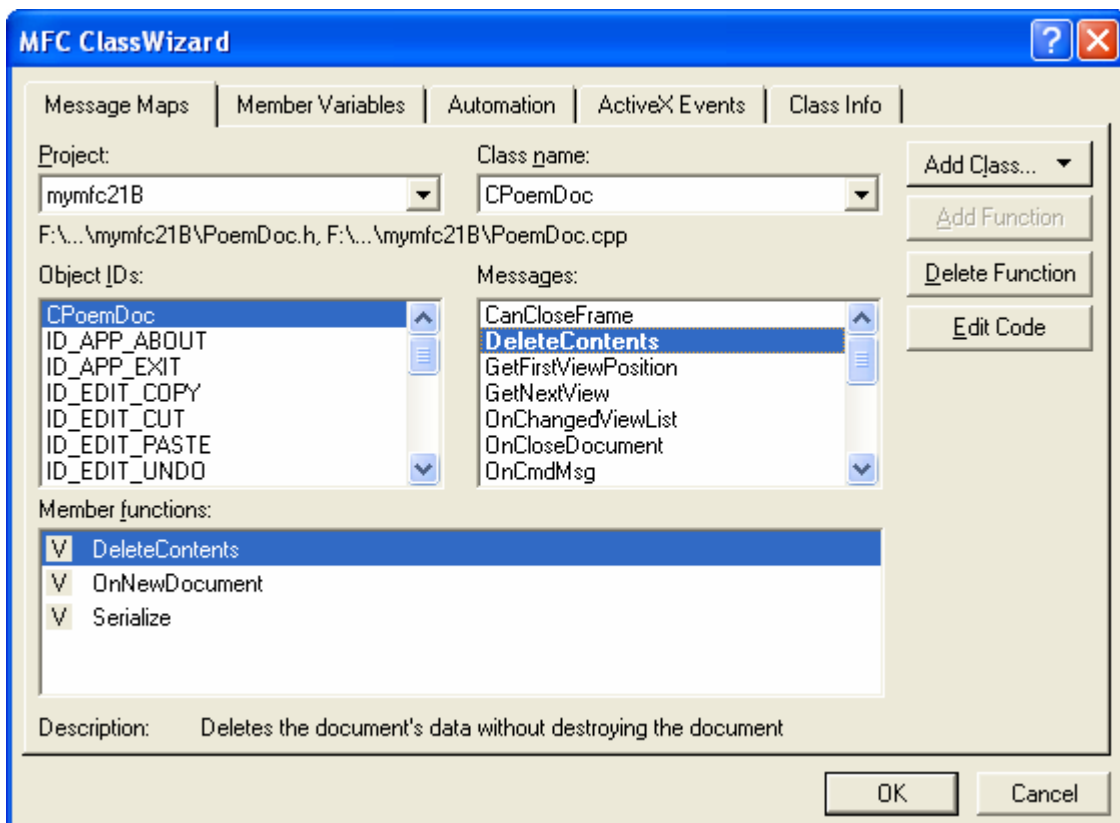 MFC ClassWizard
Message Maps Member Variables Automation ActiveX Events Class Info
Project: Class name:
mymfc21B CPoemDoc
Add Class...
Add Function
F:\...\mymfc21B\PoemDoc.h, F:\...\mymfc21B\PoemDoc.cpp
Object IDs: Messages:
Delete Function
Edit Code
CPoemDoc
ID_APP_ABOUT
ID_APP_EXIT
ID_EDIT_COPY
ID_EDIT_CUT
ID_EDIT_PASTE
ID_EDIT_UNDO
CanCloseFrame
DeleteContents
GetFirstViewPosition
GetNextView
OnChangedViewList
OnCloseDocument
OnCmdMsg
Member functions:
V DeleteContents
V OnNewDocument
V Serialize
Description: Deletes the document's data without destroying the document
OK Cancel